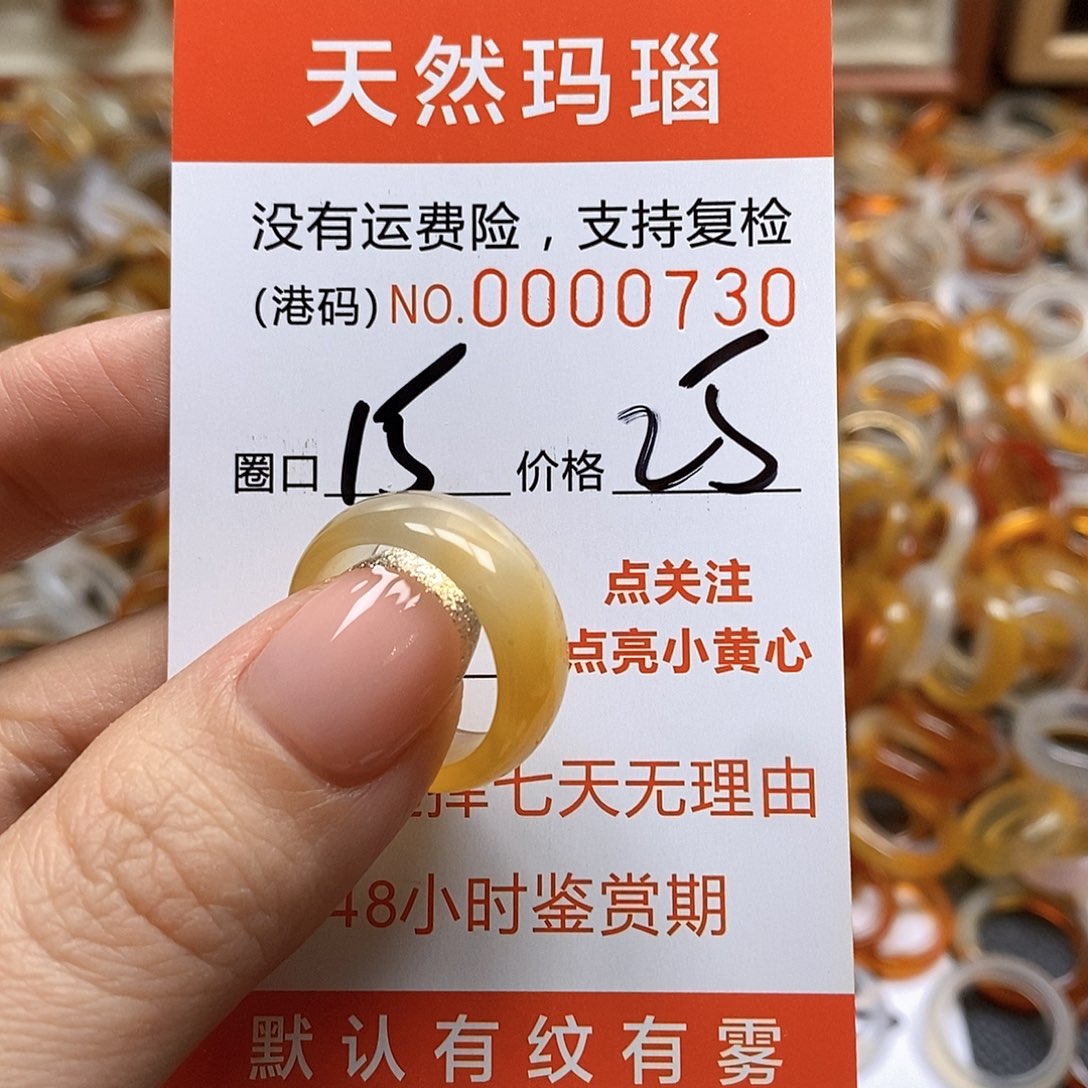 天然玛瑙
没有运费险，支持复检
(港码) NO.0000730
圈口 15 价格 25
点关注
点亮小黄心
择七天无理由
48小时鉴赏期
默认有纹有雾